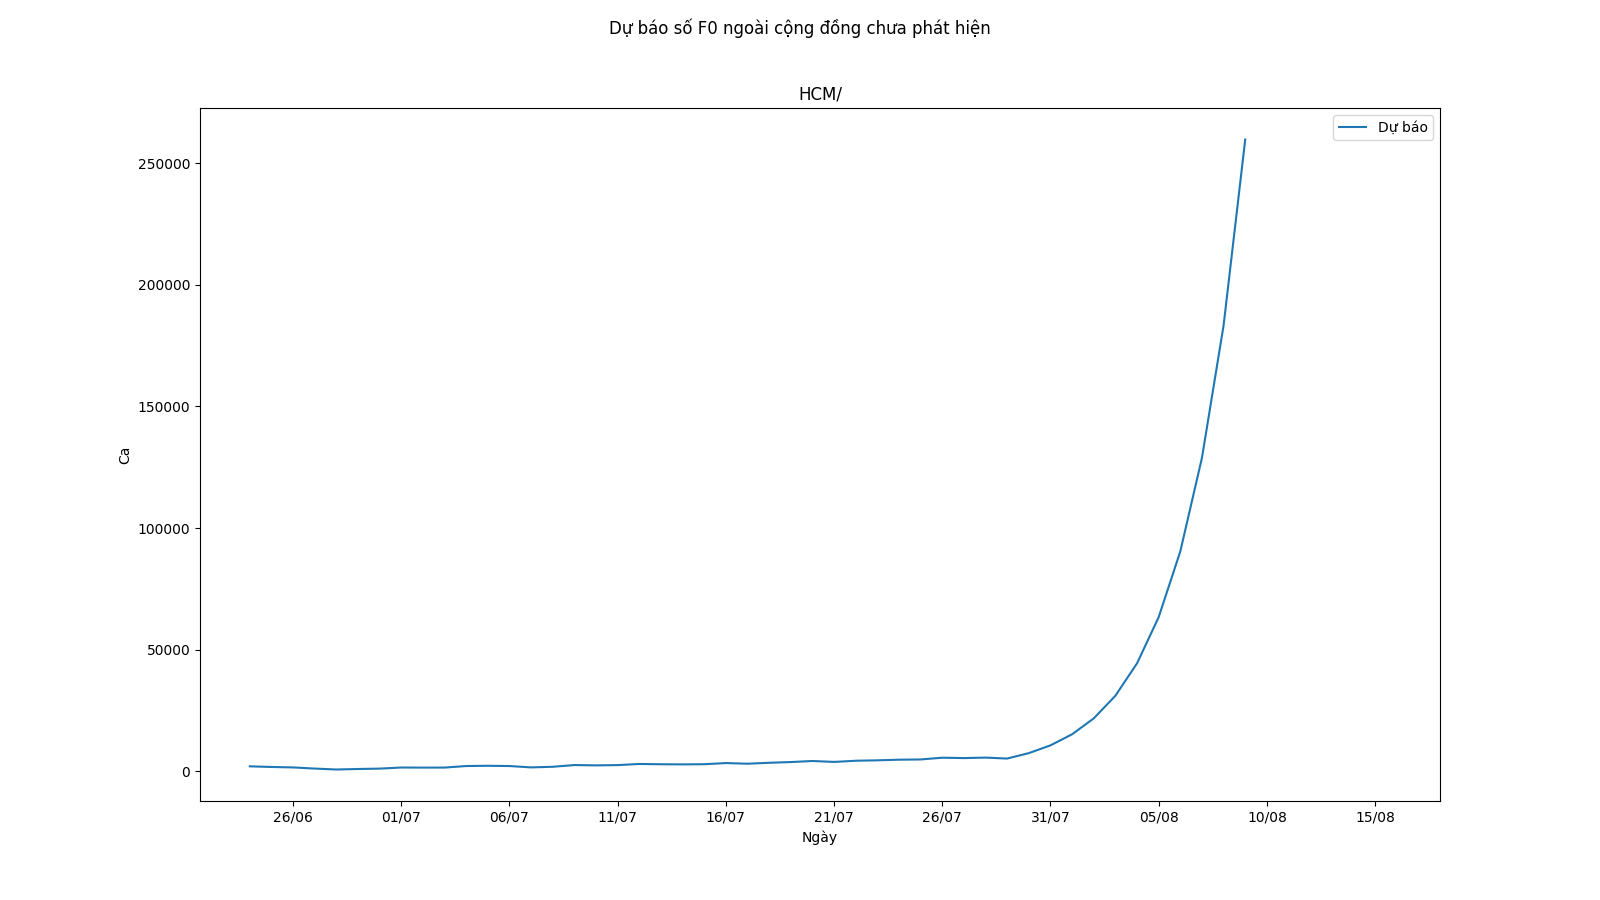 Dự báo số F0 ngoài cộng đồng chưa phát hiện
HCM/
Dự báo
250000
200000
150000
100000
50000
0
Ca
26/06 01/07 06/07 11/07 16/07 21/07 26/07 31/07 05/08 10/08 15/08
Ngày